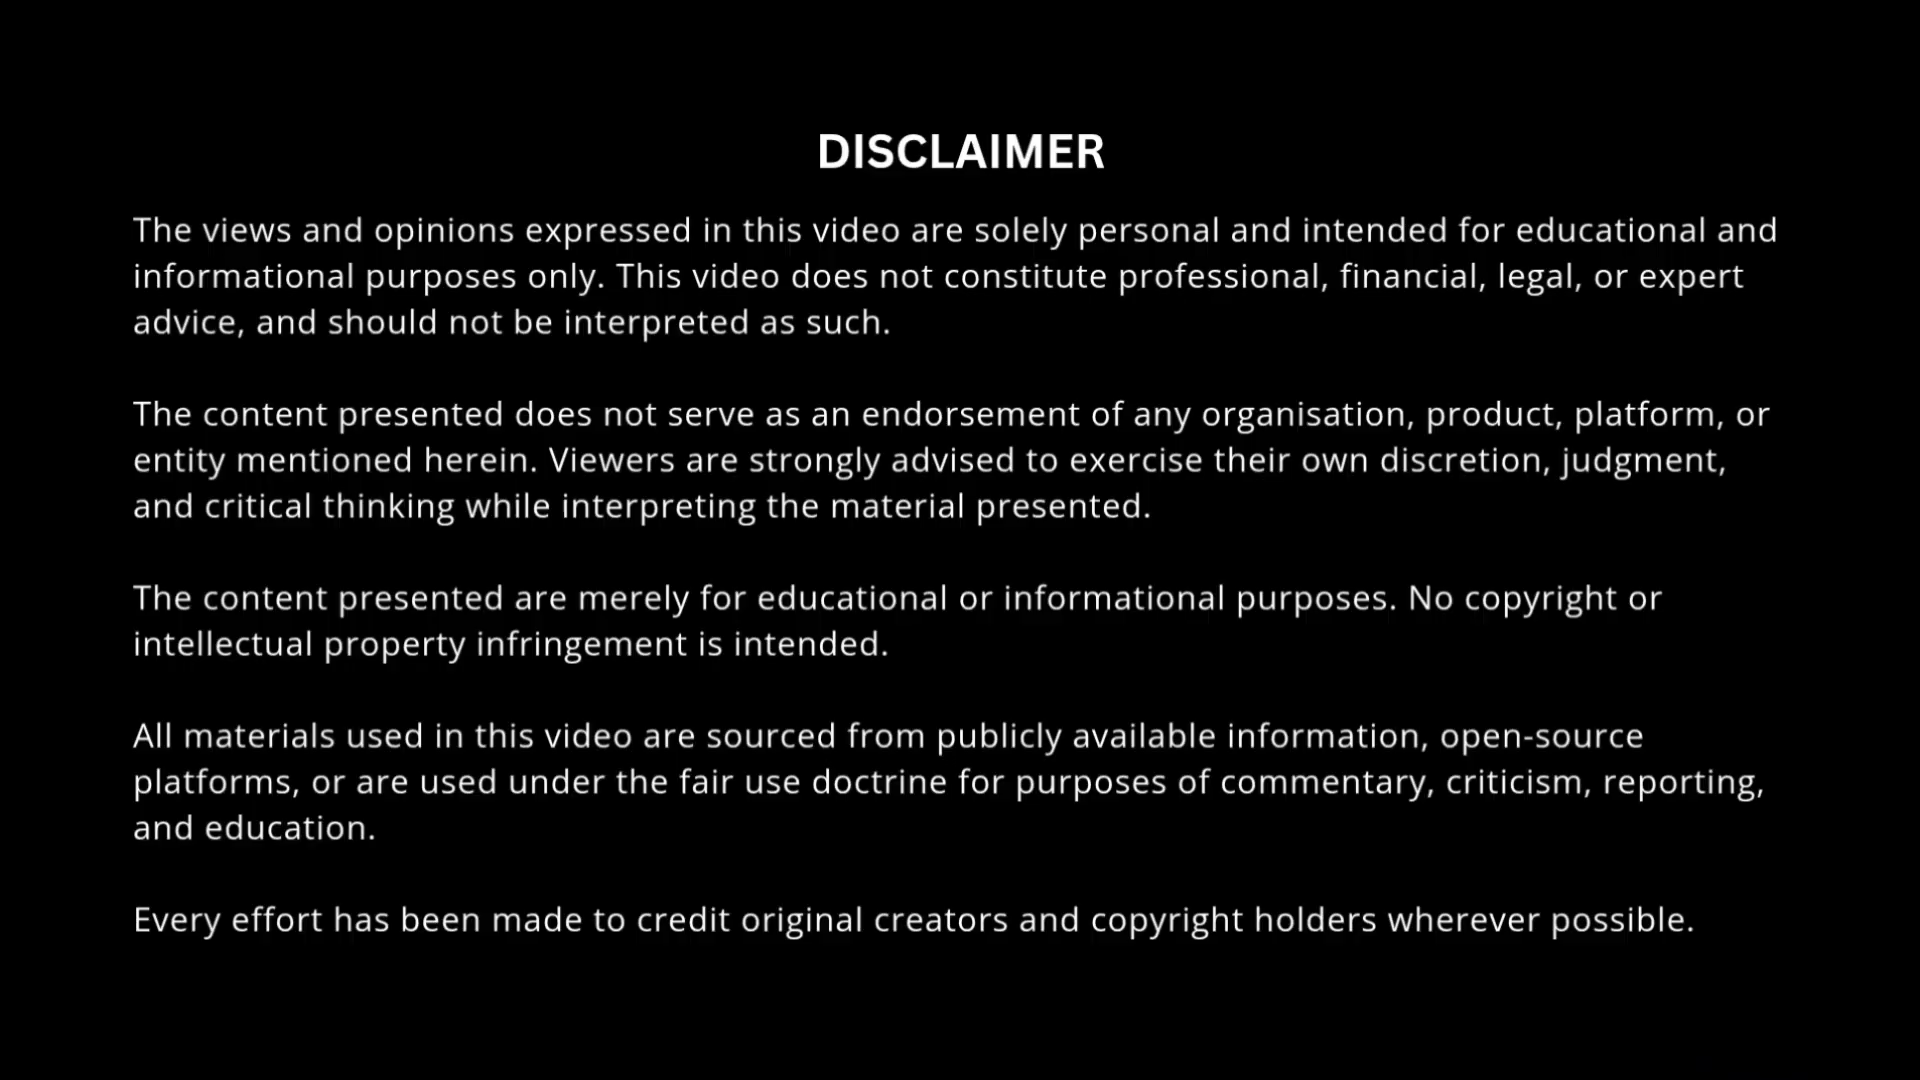 DISCLAIMER
The views and opinions expressed in this video are solely personal and intended for educational and
informational purposes only. This video does not constitute professional, financial, legal, or expert
advice, and should not be interpreted as such.
The content presented does not serve as an endorsement of any organisation, product, platform, or
entity mentioned herein. Viewers are strongly advised to exercise their own discretion, judgment,
and critical thinking while interpreting the material presented.
The content presented are merely for educational or informational purposes. No copyright or
intellectual property infringement is intended.
All materials used in this video are sourced from publicly available information, open-source
platforms, or are used under the fair use doctrine for purposes of commentary, criticism, reporting,
and education.
Every effort has been made to credit original creators and copyright holders wherever possible.